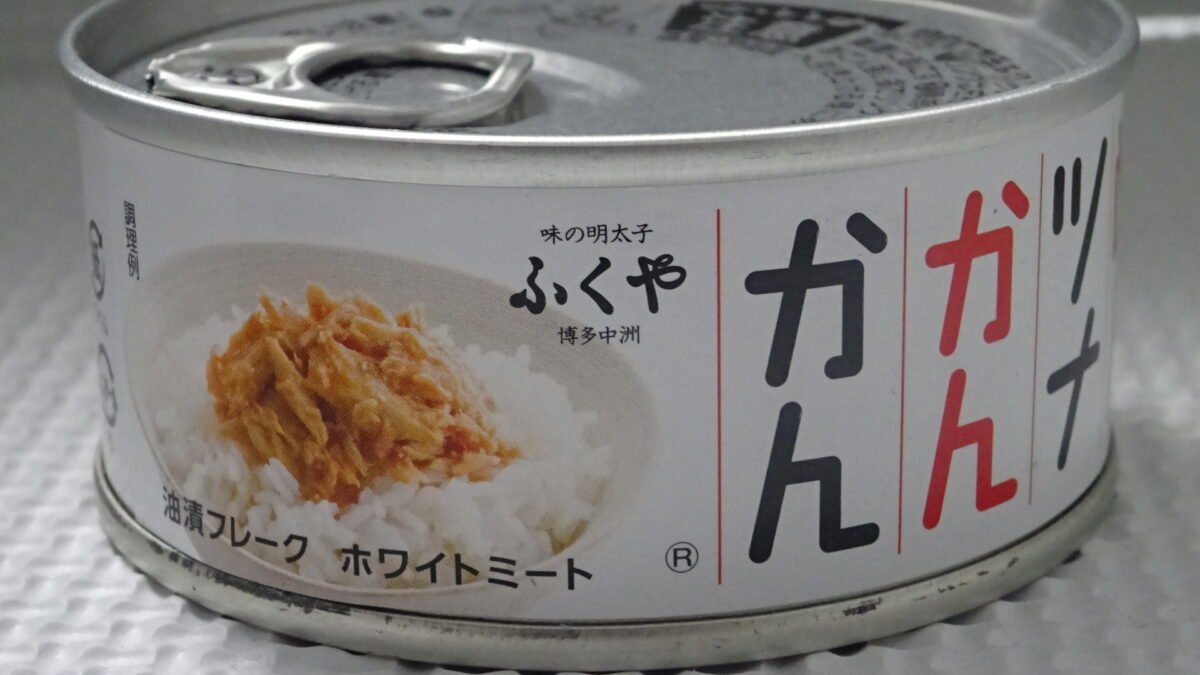 ツナ
かん
かん
味の明太子
ふくや
博多中洲
調理例
油漬フレーク ホワイトミート
®